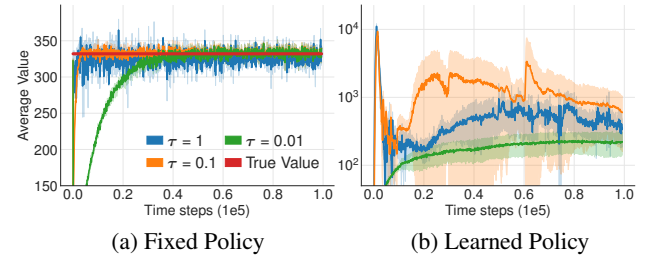 Average Value
350
300
250
200
150
τ = 1
τ = 0.01
τ = 0.1
True Value
0.0 0.2 0.4 0.6 0.8 1.0
Time steps (1e5)
(a) Fixed Policy
10⁴
10³
10²
0.0 0.2 0.4 0.6 0.8 1.0
Time steps (1e5)
(b) Learned Policy